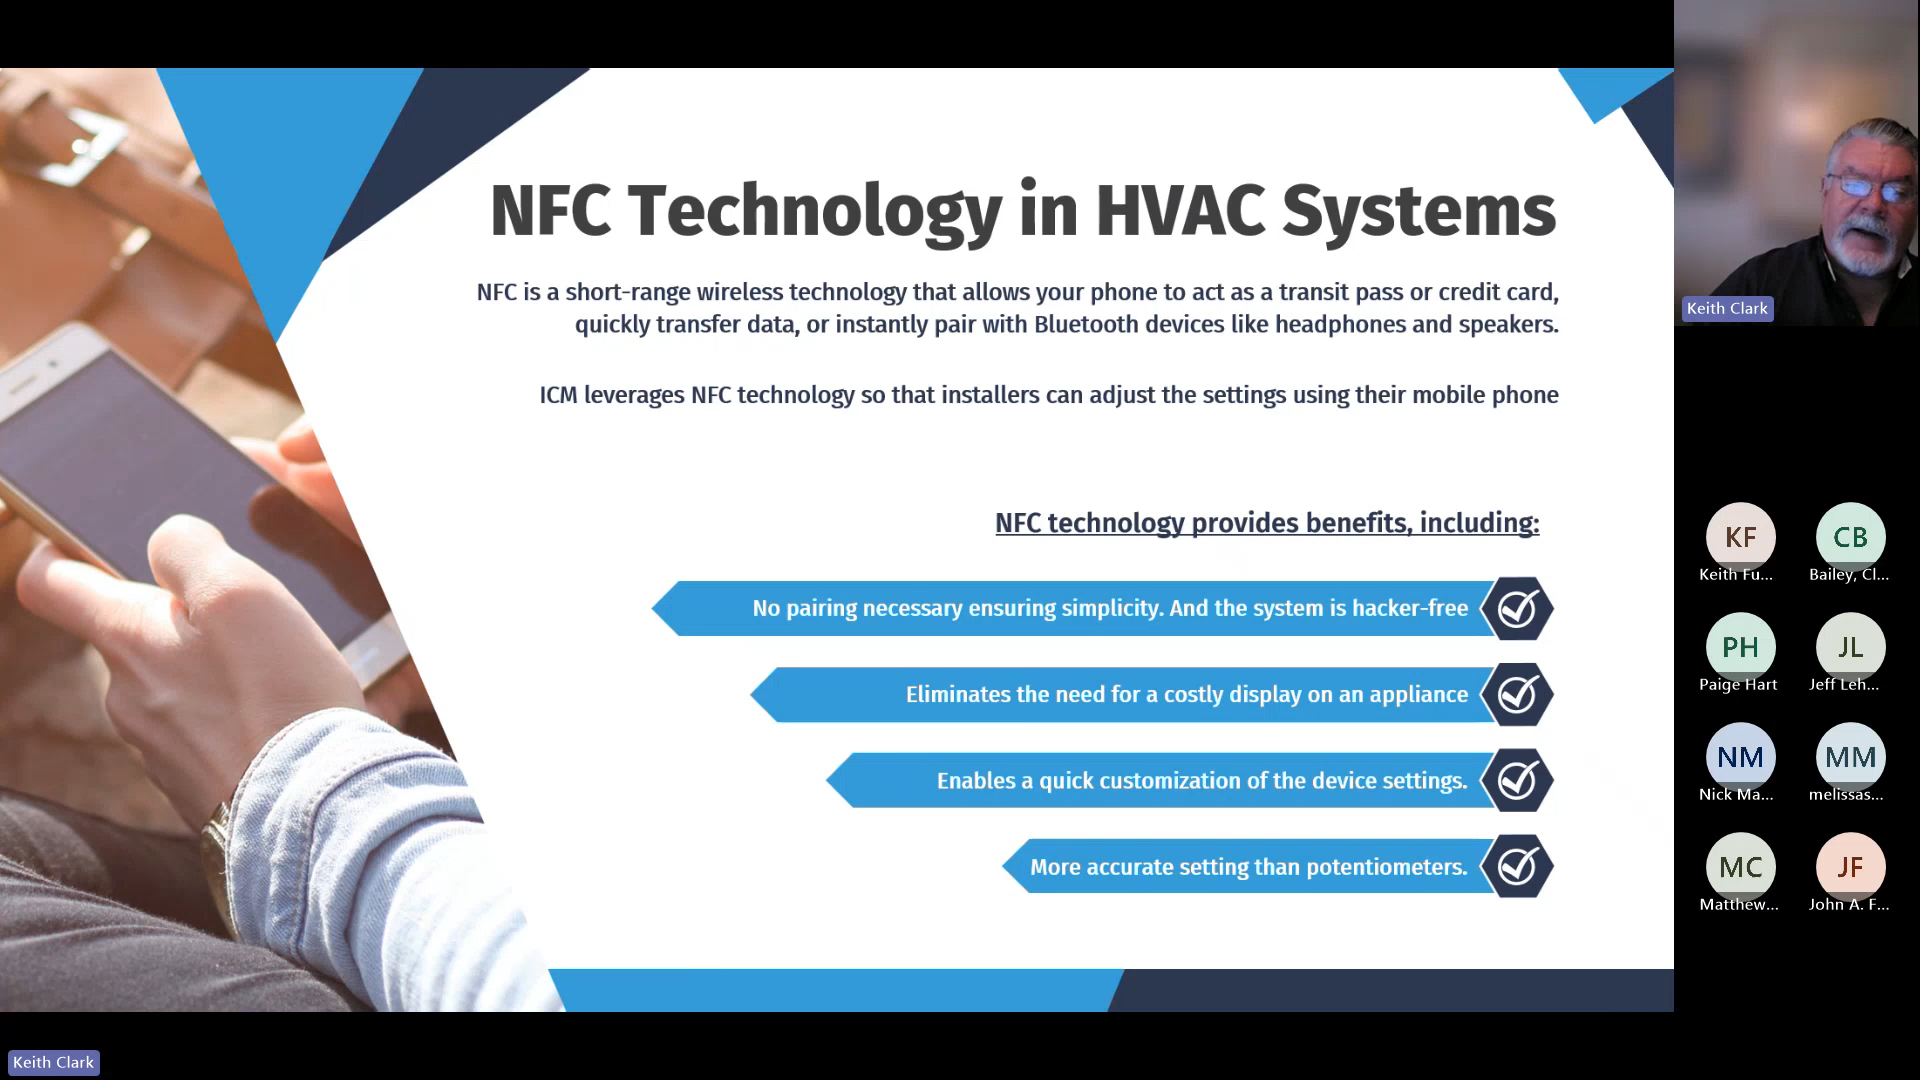 NFC Technology in HVAC Systems
NFC is a short-range wireless technology that allows your phone to act as a transit pass or credit card,
quickly transfer data, or instantly pair with Bluetooth devices like headphones and speakers.
ICM leverages NFC technology so that installers can adjust the settings using their mobile phone
NFC technology provides benefits, including:
No pairing necessary ensuring simplicity. And the system is hacker-free
Eliminates the need for a costly display on an appliance
Enables a quick customization of the device settings.
More accurate setting than potentiometers.
Keith Clark
KF
Keith Fu...
CB
Bailey, Cl...
PH
Paige Hart
JL
Jeff Leh...
NM
Nick Ma...
MM
melissas...
MC
Matthew...
JF
John A. F...
Keith Clark